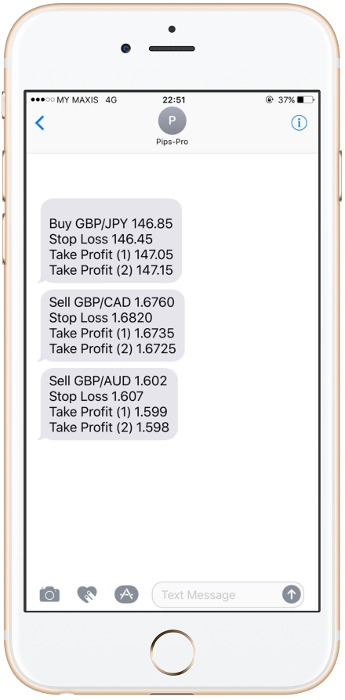 MY MAXIS 4G 22:51 37%
P
Pips-Pro
Buy GBP/JPY 146.85
Stop Loss 146.45
Take Profit (1) 147.05
Take Profit (2) 147.15
Sell GBP/CAD 1.6760
Stop Loss 1.6820
Take Profit (1) 1.6735
Take Profit (2) 1.6725
Sell GBP/AUD 1.602
Stop Loss 1.607
Take Profit (1) 1.599
Take Profit (2) 1.598
Text Message